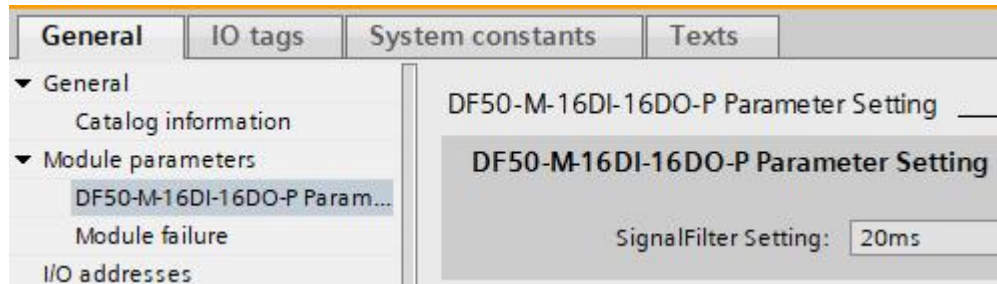 General IO tags System constants Texts
General
Catalog information
Module parameters
DF50-M-16DI-16DO-P Param...
Module failure
I/O addresses
DF50-M-16DI-16DO-P Parameter Setting
DF50-M-16DI-16DO-P Parameter Setting
SignalFilter Setting: 20ms